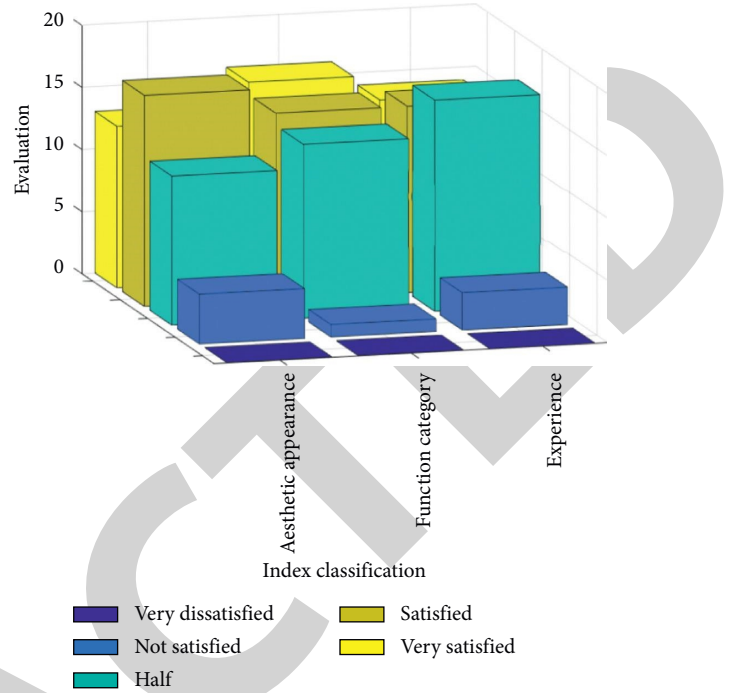 20
15
10
5
0
Evaluation
Aesthetic appearance
Function category
Experience
Index classification
Very dissatisfied
Not satisfied
Half
Satisfied
Very satisfied